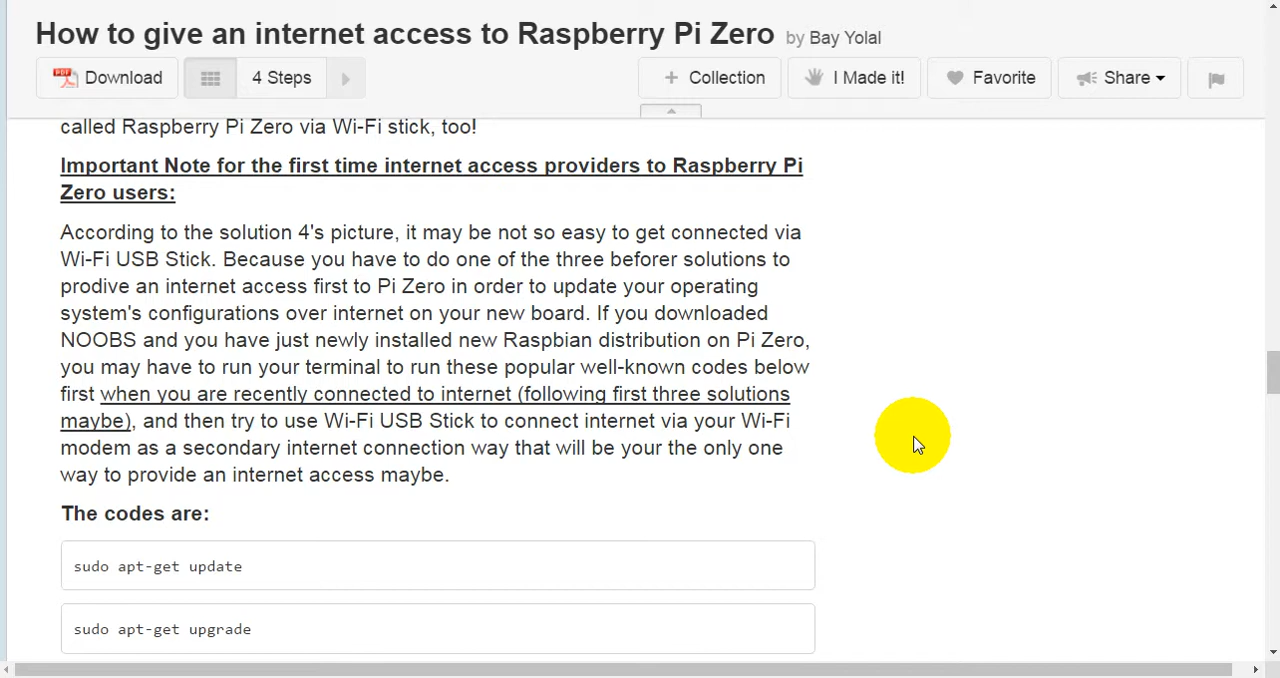 How to give an internet access to Raspberry Pi Zero by Bay Yolal
PDF Download 4 Steps + Collection I Made it! Favorite Share
called Raspberry Pi Zero via Wi-Fi stick, too!
Important Note for the first time internet access providers to Raspberry Pi
Zero users:
According to the solution 4's picture, it may be not so easy to get connected via
Wi-Fi USB Stick. Because you have to do one of the three beforer solutions to
prodive an internet access first to Pi Zero in order to update your operating
system's configurations over internet on your new board. If you downloaded
NOOBS and you have just newly installed new Raspbian distribution on Pi Zero,
you may have to run your terminal to run these popular well-known codes below
first when you are recently connected to internet (following first three solutions
maybe), and then try to use Wi-Fi USB Stick to connect internet via your Wi-Fi
modem as a secondary internet connection way that will be your the only one
way to provide an internet access maybe.
The codes are:
sudo apt-get update
sudo apt-get upgrade